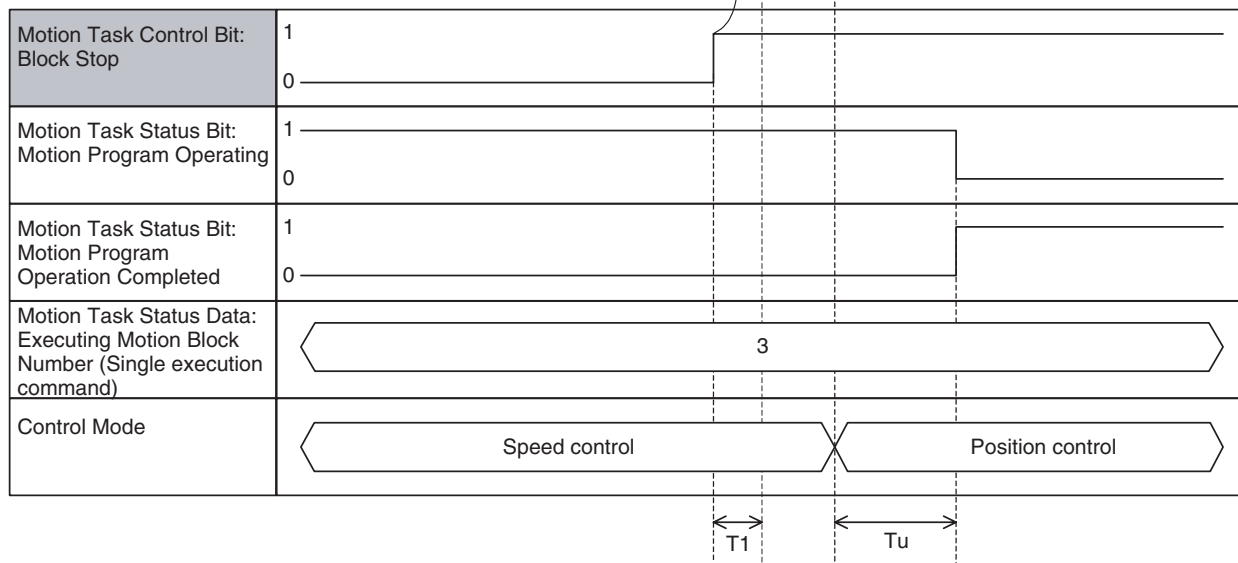 Motion Task Control Bit:
Block Stop
1
0
Motion Task Status Bit:
Motion Program Operating
1
0
Motion Task Status Bit:
Motion Program
Operation Completed
1
0
Motion Task Status Data:
Executing Motion Block
Number (Single execution
command)
3
Control Mode
Speed control
Position control
T1
Tu